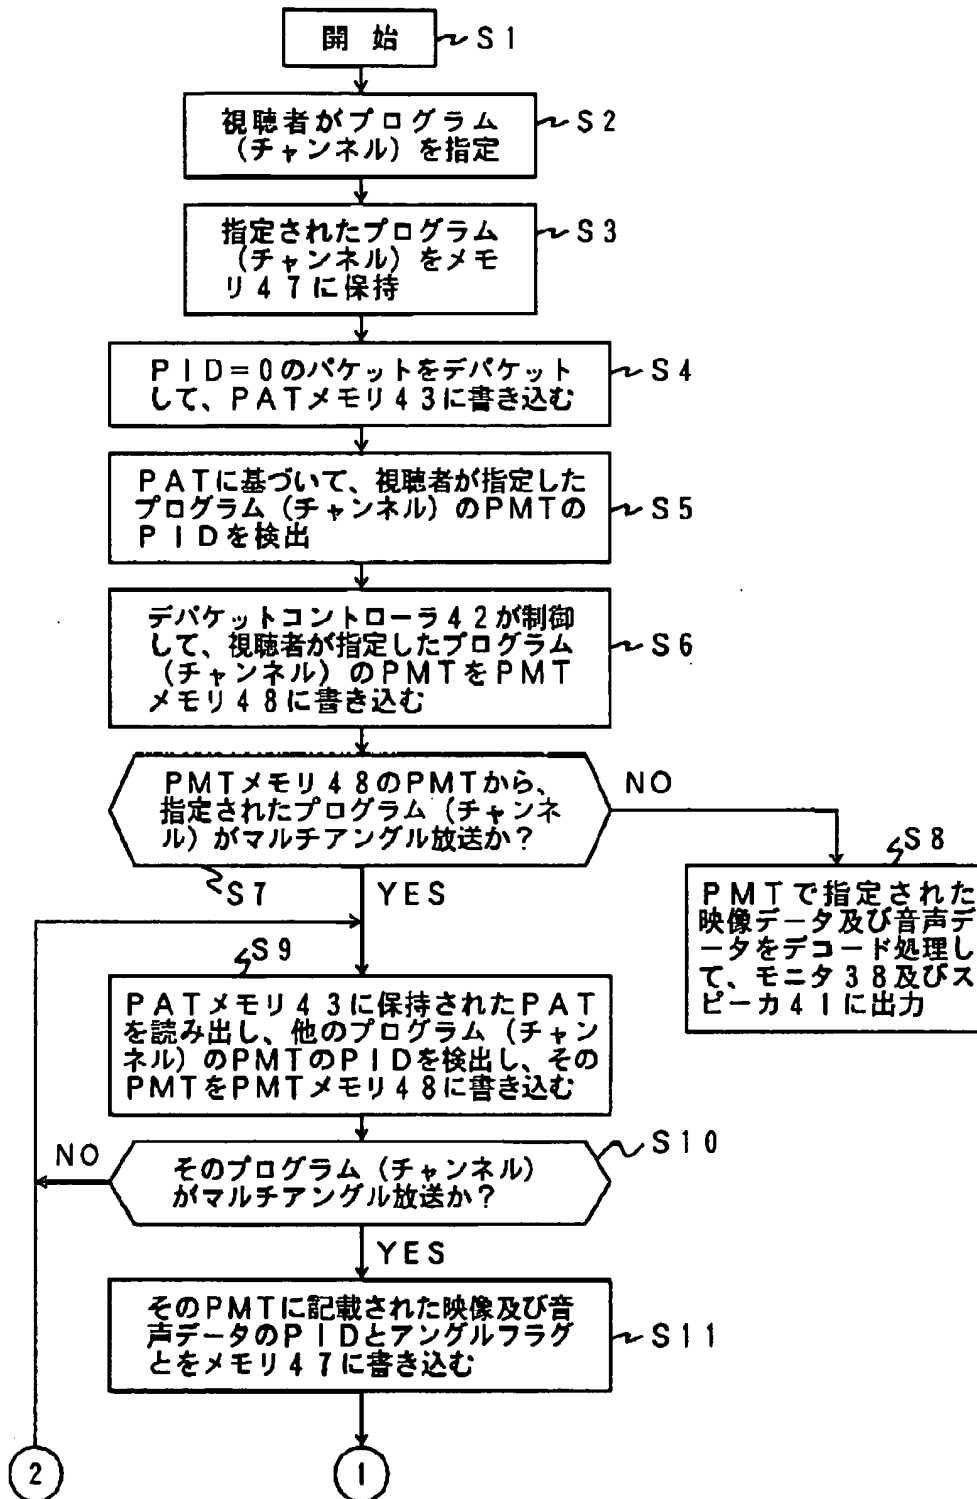 開 始
S1
視聴者がプログラム
(チャンネル)を指定
S2
指定されたプログラム
(チャンネル)をメモ
リ47に保持
S3
PID=0のパケットをデパケット
して、PATメモリ43に書き込む
S4
PATに基づいて、視聴者が指定した
プログラム(チャンネル)のPMTの
PIDを検出
S5
デパケットコントローラ42が制御
して、視聴者が指定したプログラム
(チャンネル)のPMTをPMT
メモリ48に書き込む
S6
PMTメモリ48のPMTから、
指定されたプログラム(チャンネ
ル)がマルチアングル放送か?
NO
S7
YES
S8
PMTで指定された
映像データ及び音声デ
ータをデコード処理し
て、モニタ38及びス
ピーカ41に出力
S9
PATメモリ43に保持されたPAT
を読み出し、他のプログラム(チャン
ネル)のPMTのPIDを検出し、その
PMTをPMTメモリ48に書き込む
NO
そのプログラム(チャンネル)
がマルチアングル放送か?
S10
YES
そのPMTに記載された映像及び音
声データのPIDとアングルフラグ
とをメモリ47に書き込む
S11
2
1